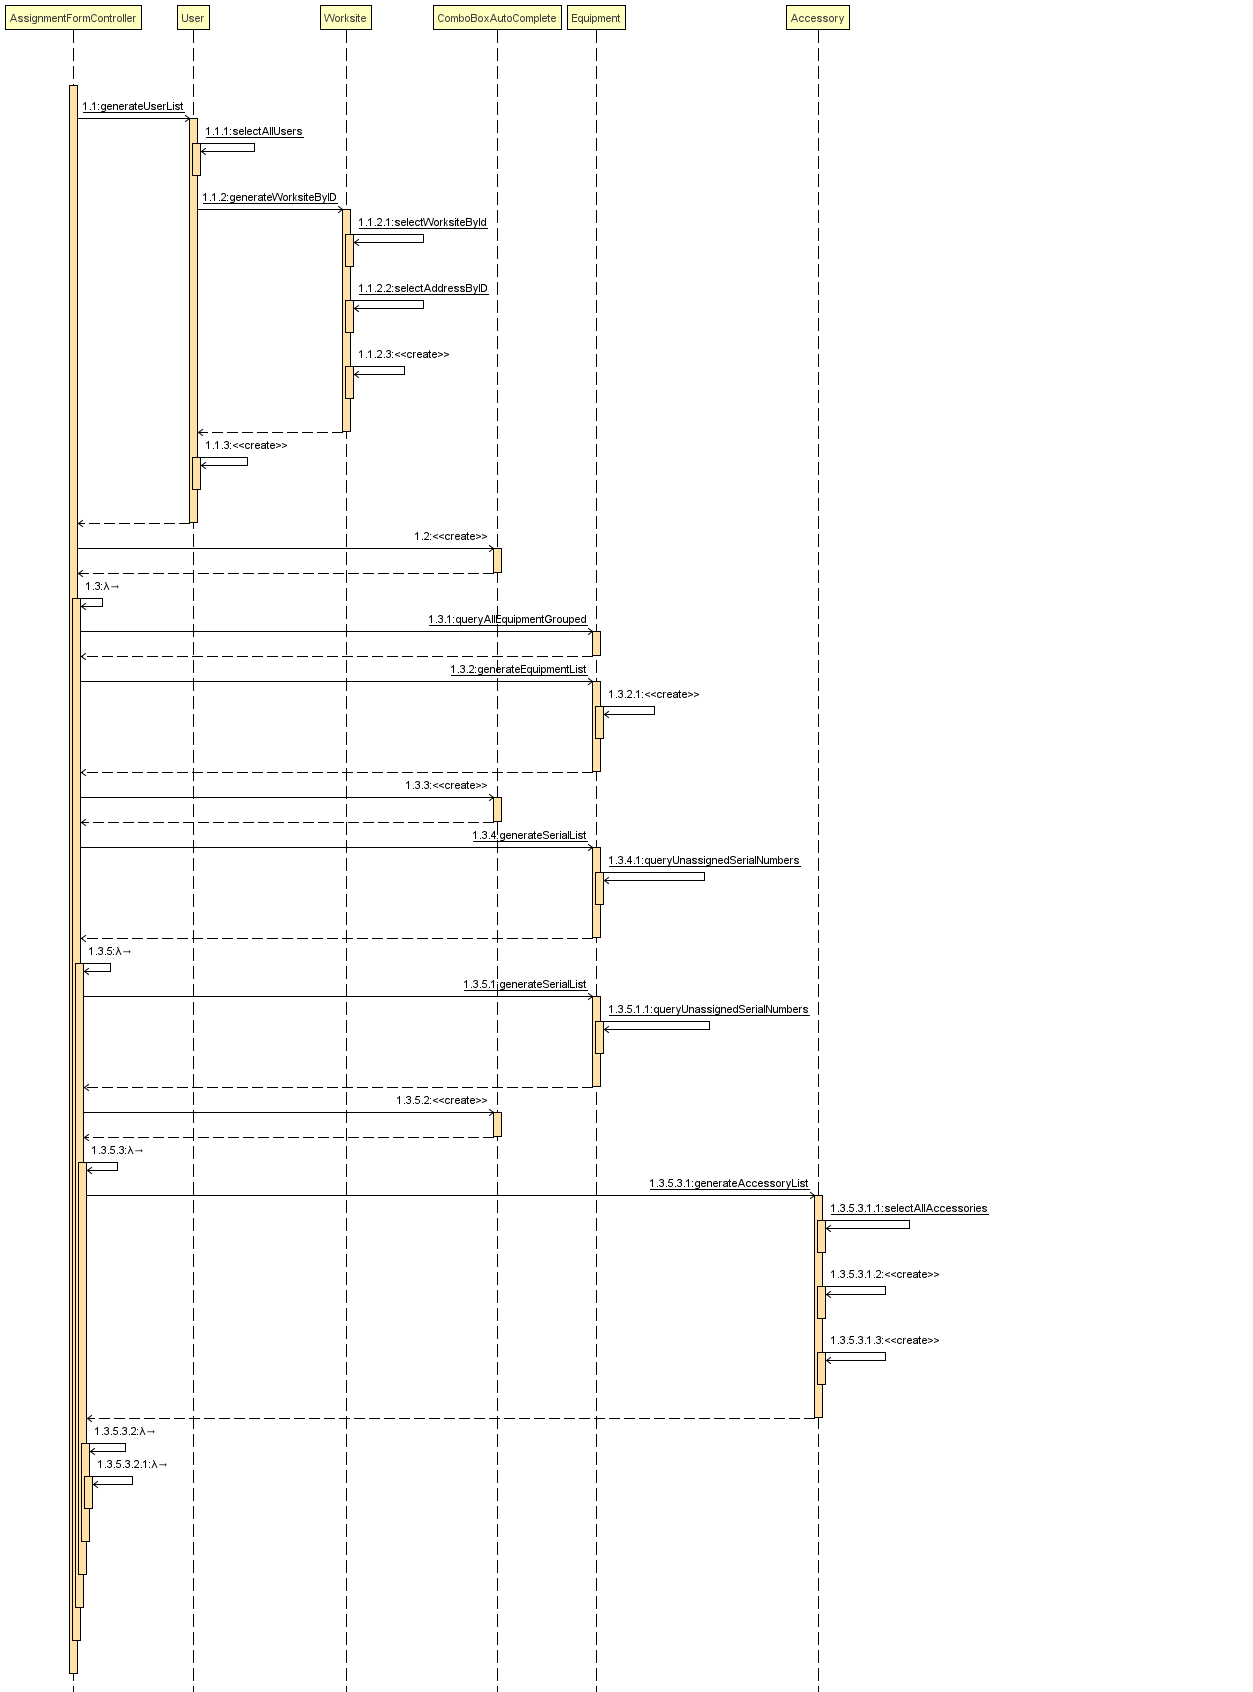 AssignmentFormController User Worksite ComboBoxAutoComplete Equipment Accessory
1.1:generateUserList
1.1.1:selectAllUsers
1.1.2:generateWorksiteByID
1.1.2.1:selectWorksiteById
1.1.2.2:selectAddressByID
1.1.2.3:<<create>>
1.1.3:<<create>>
1.2:<<create>>
1.3:λ→
1.3.1:queryAllEquipmentGrouped
1.3.2:generateEquipmentList
1.3.2.1:<<create>>
1.3.3:<<create>>
1.3.4:generateSerialList
1.3.4.1:queryUnassignedSerialNumbers
1.3.5:λ→
1.3.5.1:generateSerialList
1.3.5.1.1:queryUnassignedSerialNumbers
1.3.5.2:<<create>>
1.3.5.3:λ→
1.3.5.3.1:generateAccessoryList
1.3.5.3.1.1:selectAllAccessories
1.3.5.3.1.2:<<create>>
1.3.5.3.1.3:<<create>>
1.3.5.3.2:λ→
1.3.5.3.2.1:λ→